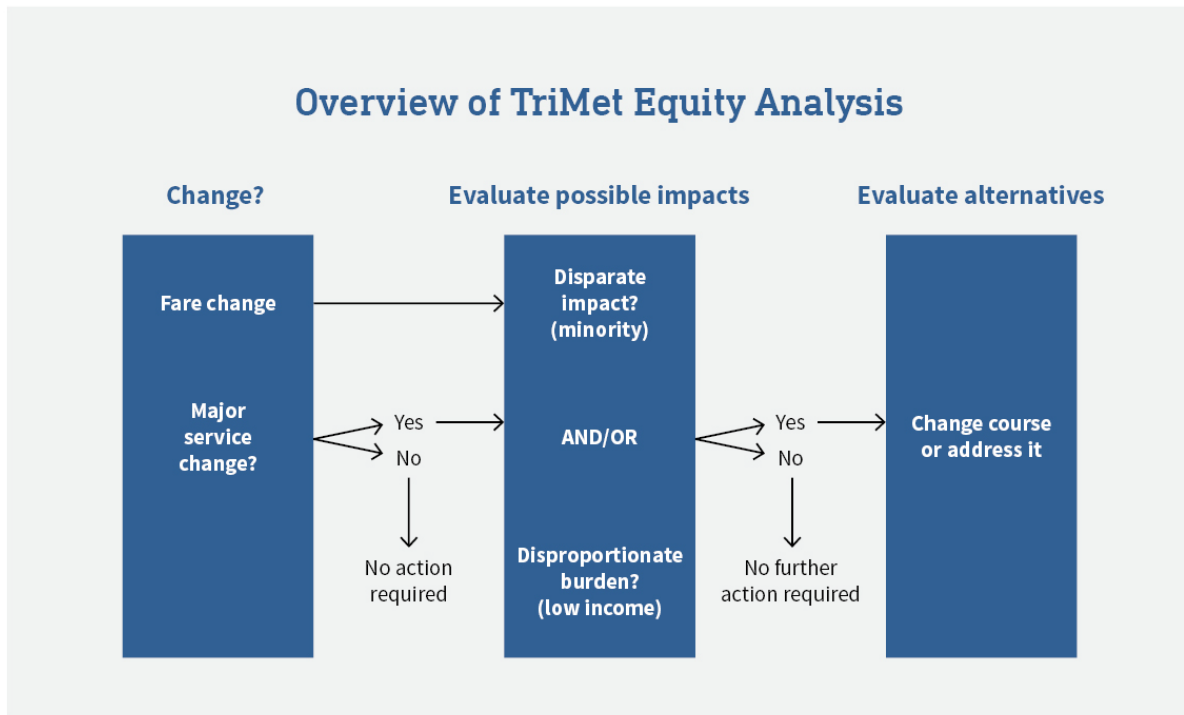 Overview of TriMet Equity Analysis
Change?
Evaluate possible impacts
Evaluate alternatives
Fare change
Disparate
impact?
(minority)
Major
service
change?
Yes
No
No action
required
AND/OR
Disproportionate
burden?
(low income)
Yes
No
No further
action required
Change course
or address it